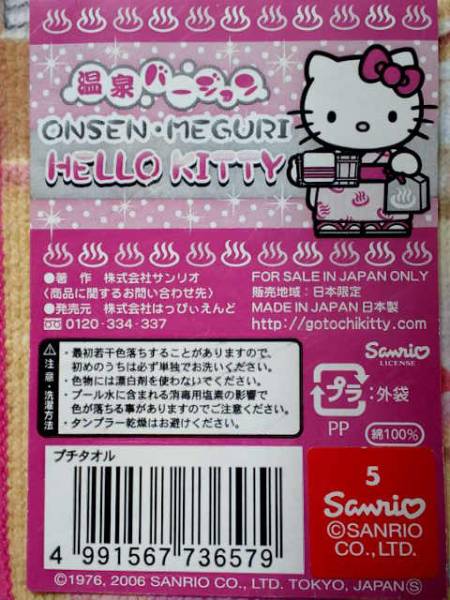 温泉バージョン
ONSEN・MEGURI
HELLO KITTY
●著 作 株式会社サンリオ
〈商品に関するお問い合わせ先〉
●発売元 株式会社はっぴぃえんど
0120-334-337
FOR SALE IN JAPAN ONLY
販売地域:日本限定
MADE IN JAPAN 日本製
http://gotochikitty.com
注意・洗濯方法
・最初若干色落ちすることがありますので、
初めのうちは必ず単独でお洗いください。
・色物には漂白剤を使わないでください。
・プール水に含まれる消毒用塩素の影響で
色が落ちる事がありますのでご注意ください。
・タンブラー乾燥はお避けください。
Sanrio
LICENSE
プラ:外袋
PP
綿100%
プチタオル
4 991567 736579
5
Sanrio
©SANRIO
CO., LTD.
©1976, 2006 SANRIO CO., LTD. TOKYO, JAPAN Ⓢ